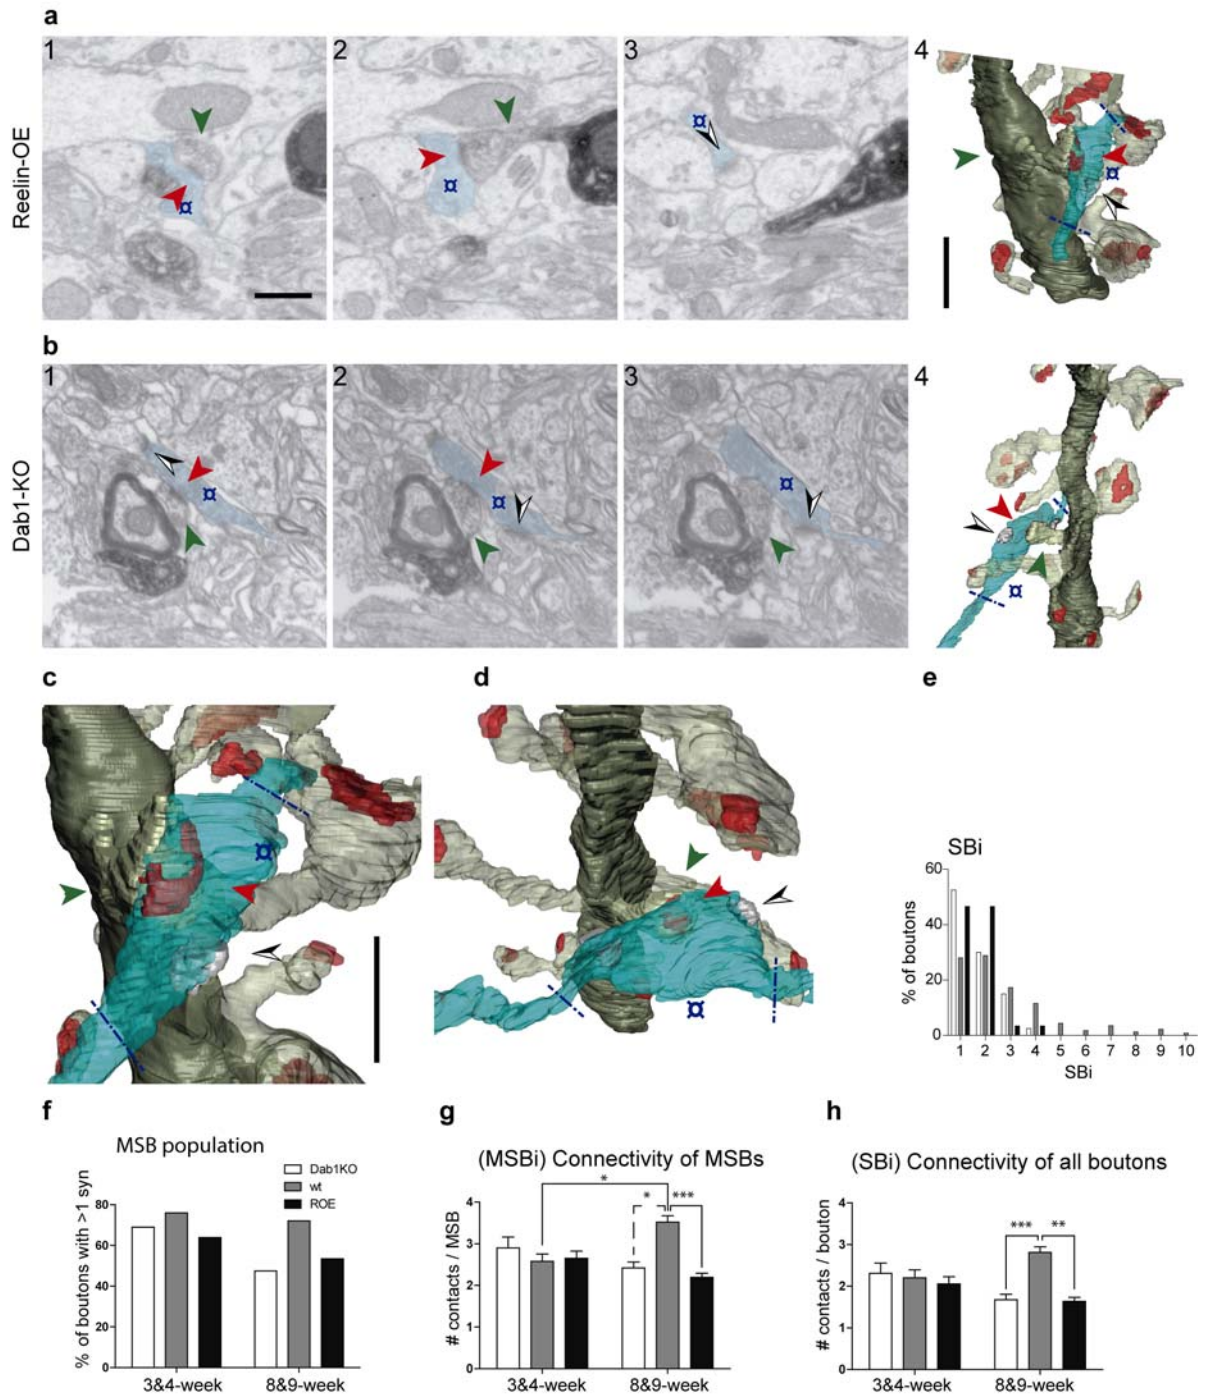 a
Reelin-OE
1
2
3
4
¤
¤
¤
¤
b
Dab1-KO
1
2
3
4
¤
¤
¤
¤
c
d
e
¤
¤
SBi
% of boutons
60
40
20
0
1 2 3 4 5 6 7 8 9 10
SBi
f
g
h
MSB population
Dab1KO
wt
ROE
% of boutons with >1 syn
80
60
40
20
0
3&4-week 8&9-week
(MSBi) Connectivity of MSBs
# contacts / MSB
4
3
2
1
0
*
* ***
3&4-week 8&9-week
(SBi) Connectivity of all boutons
# contacts / bouton
4
3
2
1
0
*** **
3&4-week 8&9-week